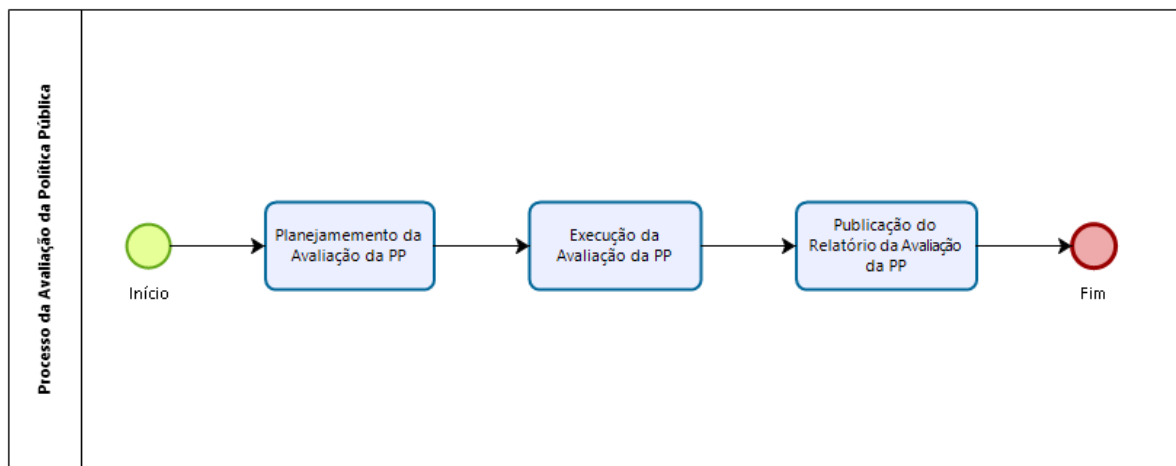 Processo da Avaliação da Política Pública
Início
Planejamemento da
Avaliação da PP
Execução da
Avaliação da PP
Publicação do
Relatório da Avaliação
da PP
Fim